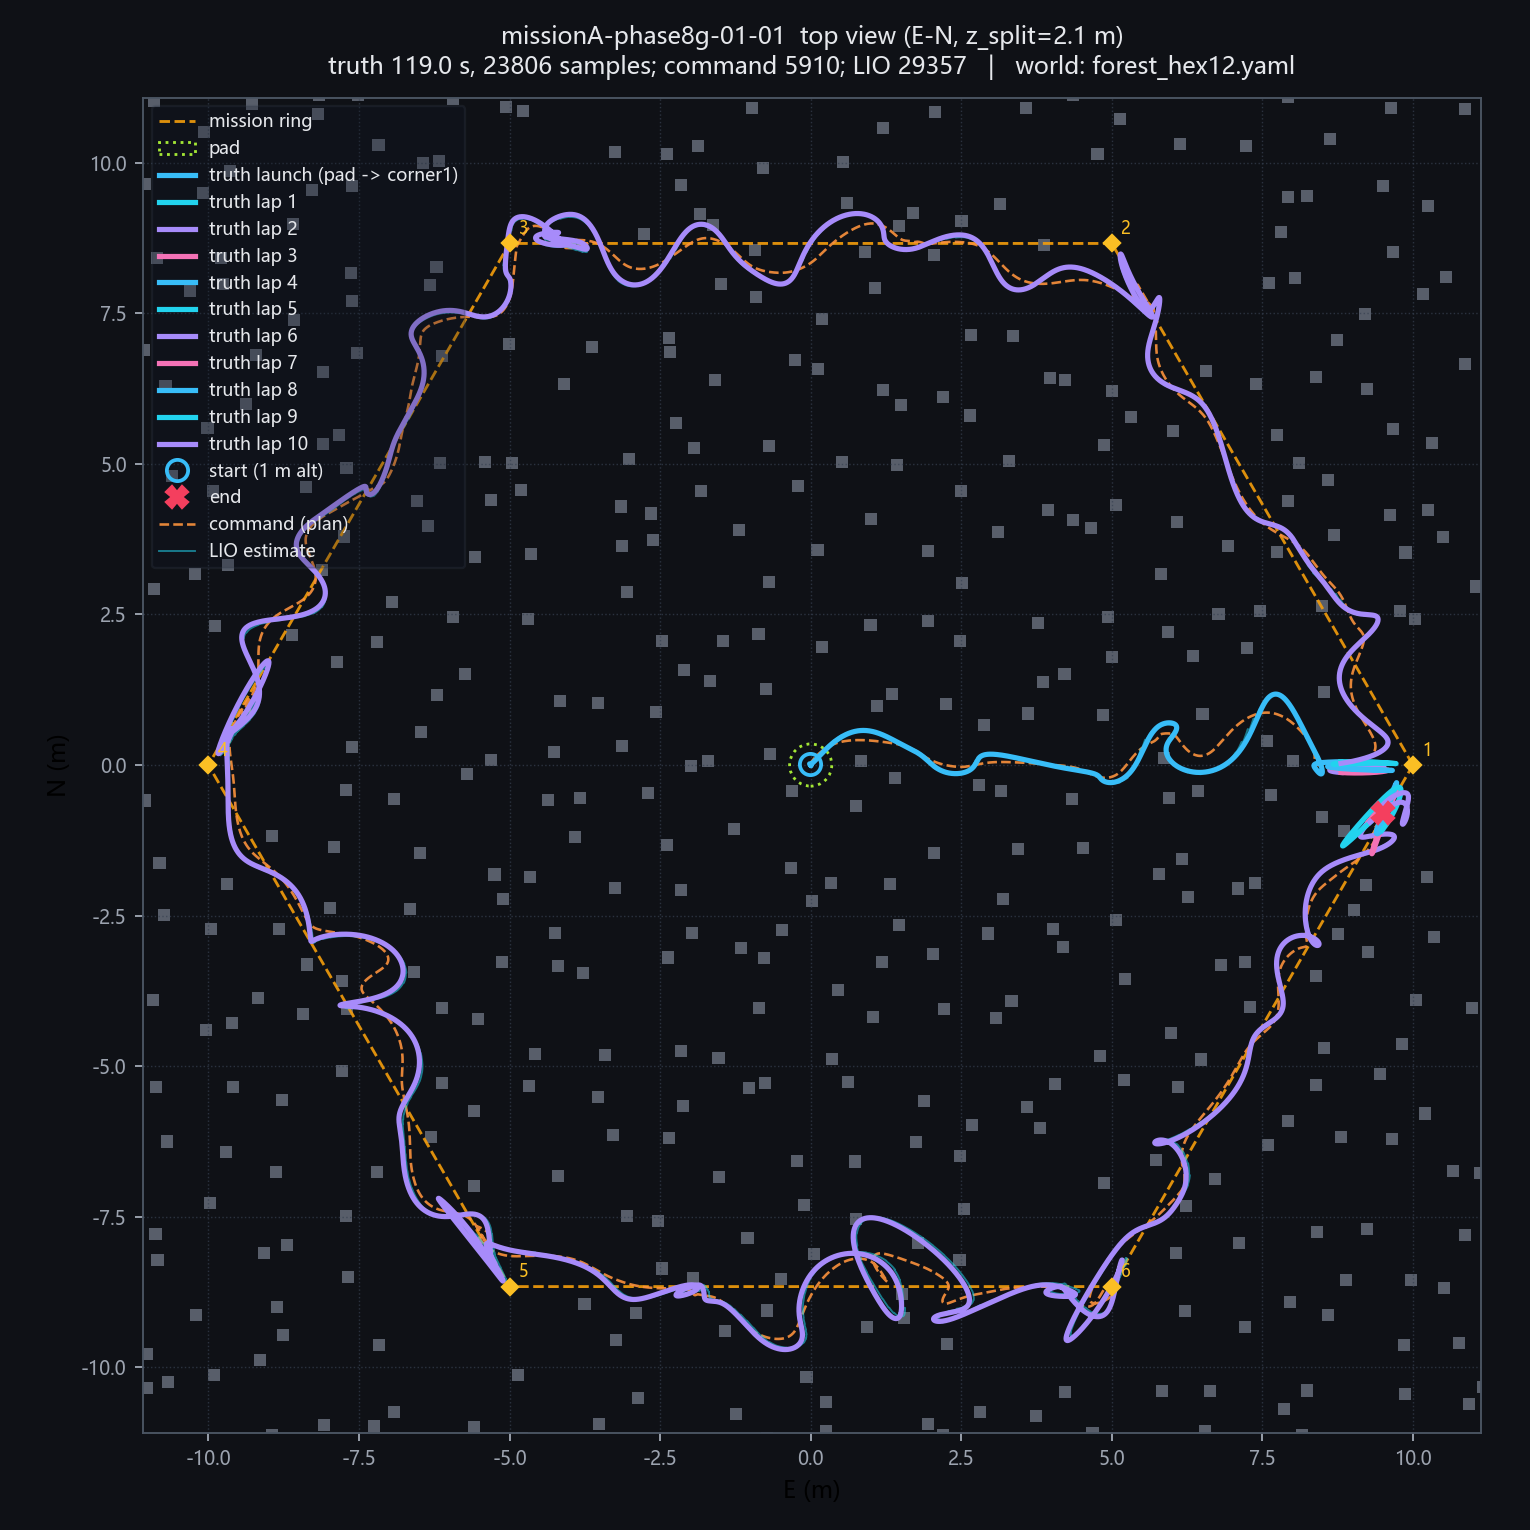 missionA-phase8g-01-01 top view (E-N, z_split=2.1 m)
truth 119.0 s, 23806 samples; command 5910; LIO 29357 | world: forest_hex12.yaml
mission ring
pad
truth launch (pad -> corner1)
truth lap 1
truth lap 2
truth lap 3
truth lap 4
truth lap 5
truth lap 6
truth lap 7
truth lap 8
truth lap 9
truth lap 10
start (1 m alt)
end
command (plan)
LIO estimate
3
2
1
5
6
10.0
7.5
5.0
2.5
0.0
-2.5
-5.0
-7.5
-10.0
N (m)
-10.0
-7.5
-5.0
-2.5
0.0
2.5
5.0
7.5
10.0
E (m)